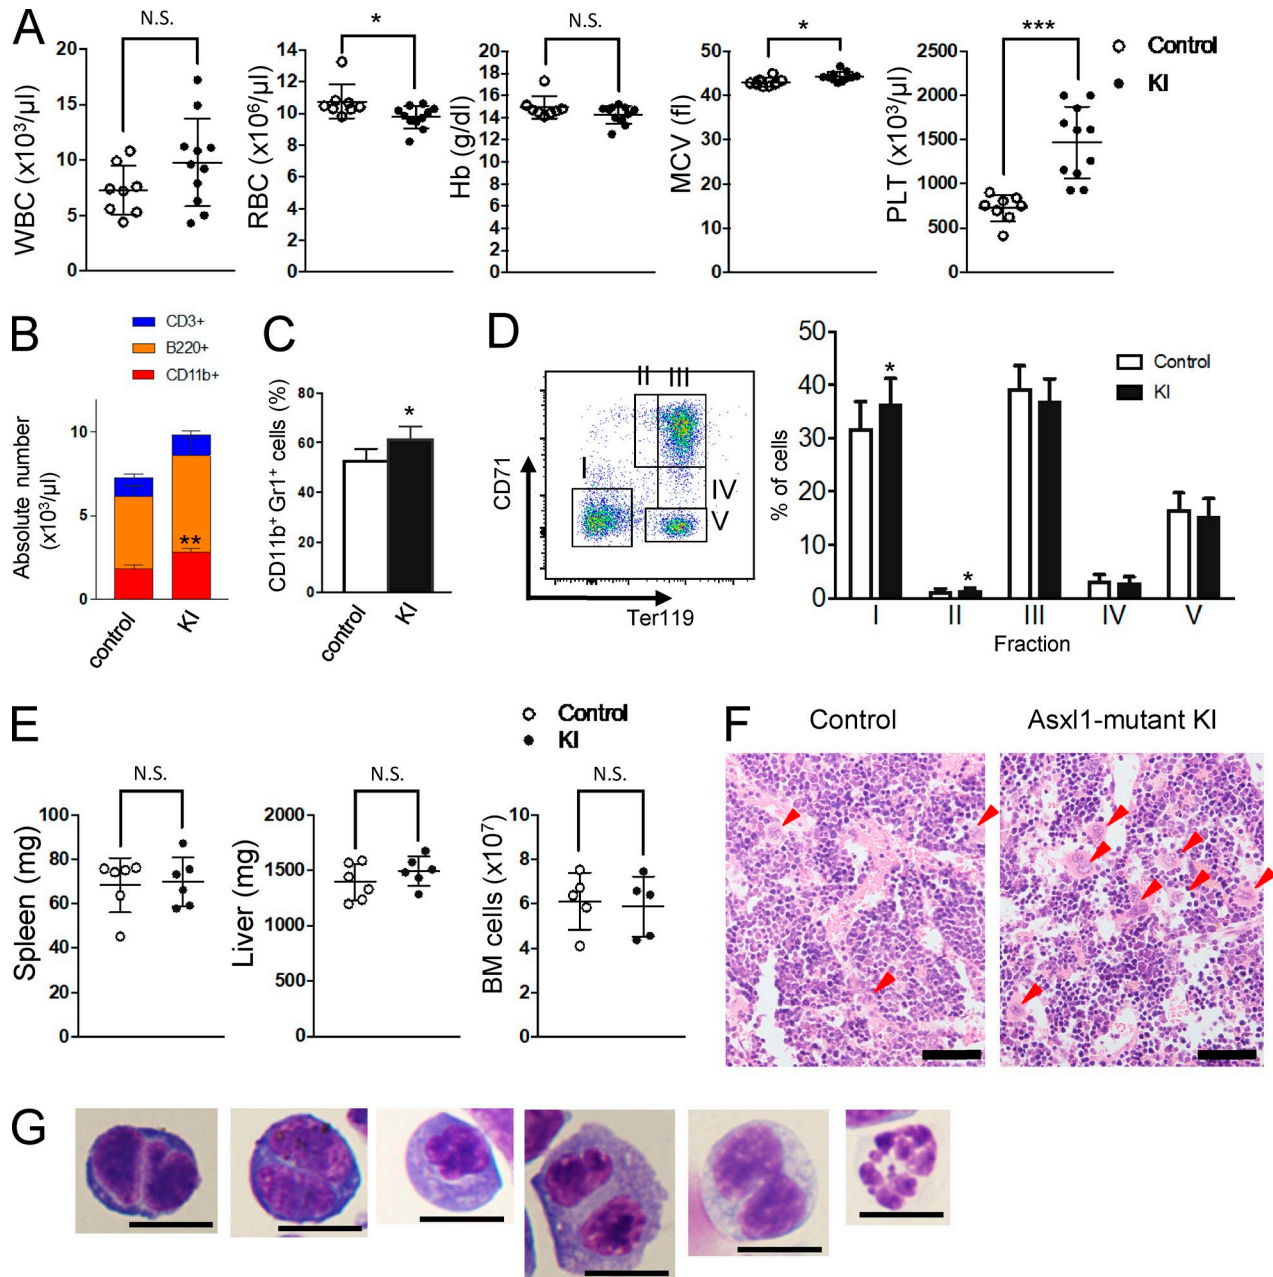 A
N.S.
WBC (x10³/µl)
20
15
10
5
0
*
RBC (x10⁶/µl)
14
12
10
8
6
4
2
0
N.S.
Hb (g/dl)
20
18
16
14
12
10
8
6
4
2
0
*
MCV (fl)
50
40
30
20
10
0
***
PLT (x10³/µl)
2500
2000
1500
1000
500
0
Control
KI
B
CD3+
B220+
CD11b+
Absolute number
(x10³/µl)
10
5
0
**
control
KI
C
CD11b⁺ Gr1⁺ cells (%)
80
60
40
20
0
*
control
KI
D
II III
I
IV
V
CD71
Ter119
% of cells
50
40
30
20
10
0
*
*
Control
KI
I II III IV V
Fraction
E
Control
KI
N.S.
Spleen (mg)
100
80
60
40
20
0
N.S.
Liver (mg)
2000
1500
1000
500
0
N.S.
BM cells (x10⁷)
10
8
6
4
2
0
F
Control
Asxl1-mutant KI
G